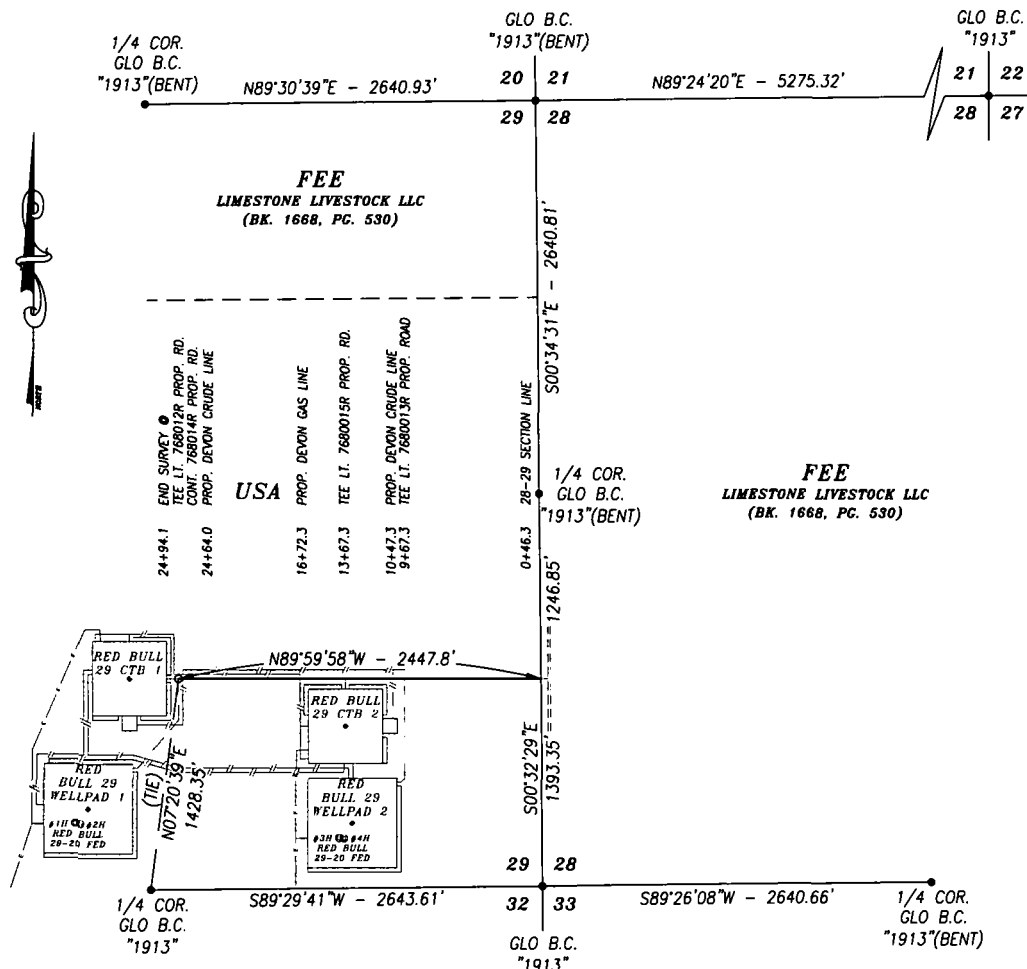 GLO B.C.
"1913"(BENT)
GLO B.C.
"1913"
1/4 COR.
GLO B.C.
"1913"(BENT)
N89°30'39"E - 2640.93'
20 21
N89°24'20"E - 5275.32'
21 22
29 28
28 27
FEE
LIMESTONE LIVESTOCK LLC
(BK. 1668, PG. 530)
S00°34'31"E - 2640.81'
NORTH
24+94.1 END SURVEY
TEE LT. 768012R PROP. RD.
CONT. 768014R PROP. RD.
24+64.0 PROP. DEVON CRUDE LINE
USA
16+72.3 PROP. DEVON GAS LINE
13+67.3 TEE LT. 7680015R PROP. RD.
10+47.3 PROP. DEVON CRUDE LINE
9+67.3 TEE LT. 7680013R PROP. ROAD
0+46.3 28-29 SECTION LINE
1/4 COR.
GLO B.C.
"1913"(BENT)
FEE
LIMESTONE LIVESTOCK LLC
(BK. 1668, PG. 530)
S00°32'29"E
1393.35' 1246.85'
RED BULL
29 CTB 1
N89°59'58"W - 2447.8'
RED BULL
29 CTB 2
(TIE)
N07°20'39"E
1428.35'
RED
BULL 29
WELLPAD 1
#1H #2H
RED BULL
29-20 FED
RED
BULL 29
WELLPAD 2
#3H #4H
RED BULL
29-20 FED
29 28
S89°29'41"W - 2643.61'
32 33
S89°26'08"W - 2640.66'
1/4 COR.
GLO B.C.
"1913"
GLO B.C.
"1913"
1/4 COR.
GLO B.C.
"1913"(BENT)